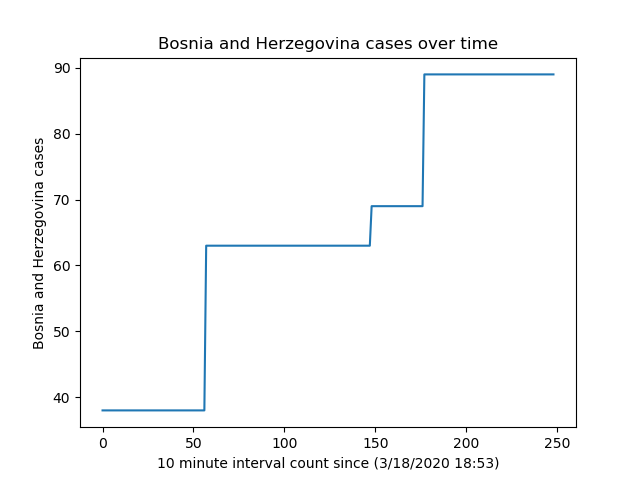 Bosnia and Herzegovina cases over time
90
80
70
60
50
40
Bosnia and Herzegovina cases
0 50 100 150 200 250
10 minute interval count since (3/18/2020 18:53)